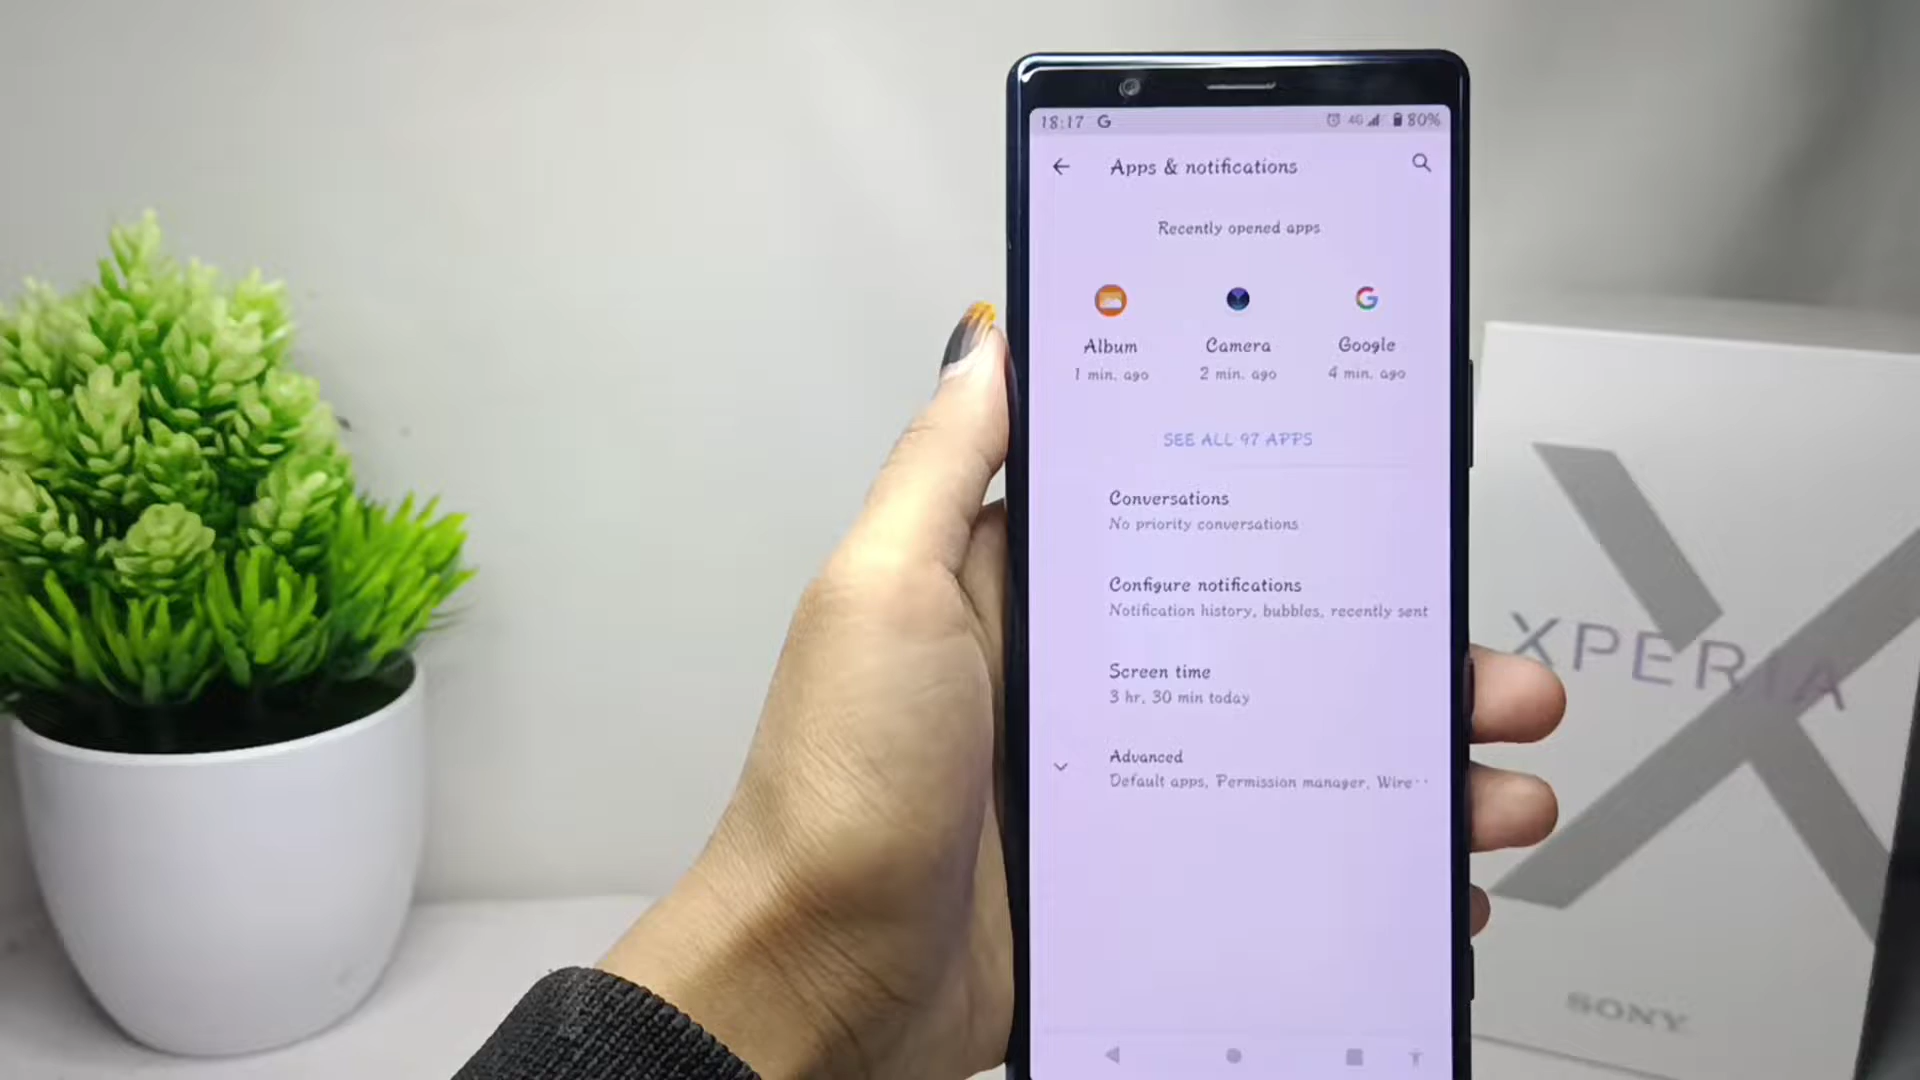 18:17 G 4G 80%
Apps & notifications
Recently opened apps
Album Camera Google
1 min. ago 2 min. ago 4 min. ago
SEE ALL 97 APPS
Conversations
No priority conversations
Configure notifications
Notification history, bubbles, recently sent
Screen time
3 hr, 30 min today
Advanced
Default apps, Permission manager, Wire··
XPERIA
SONY